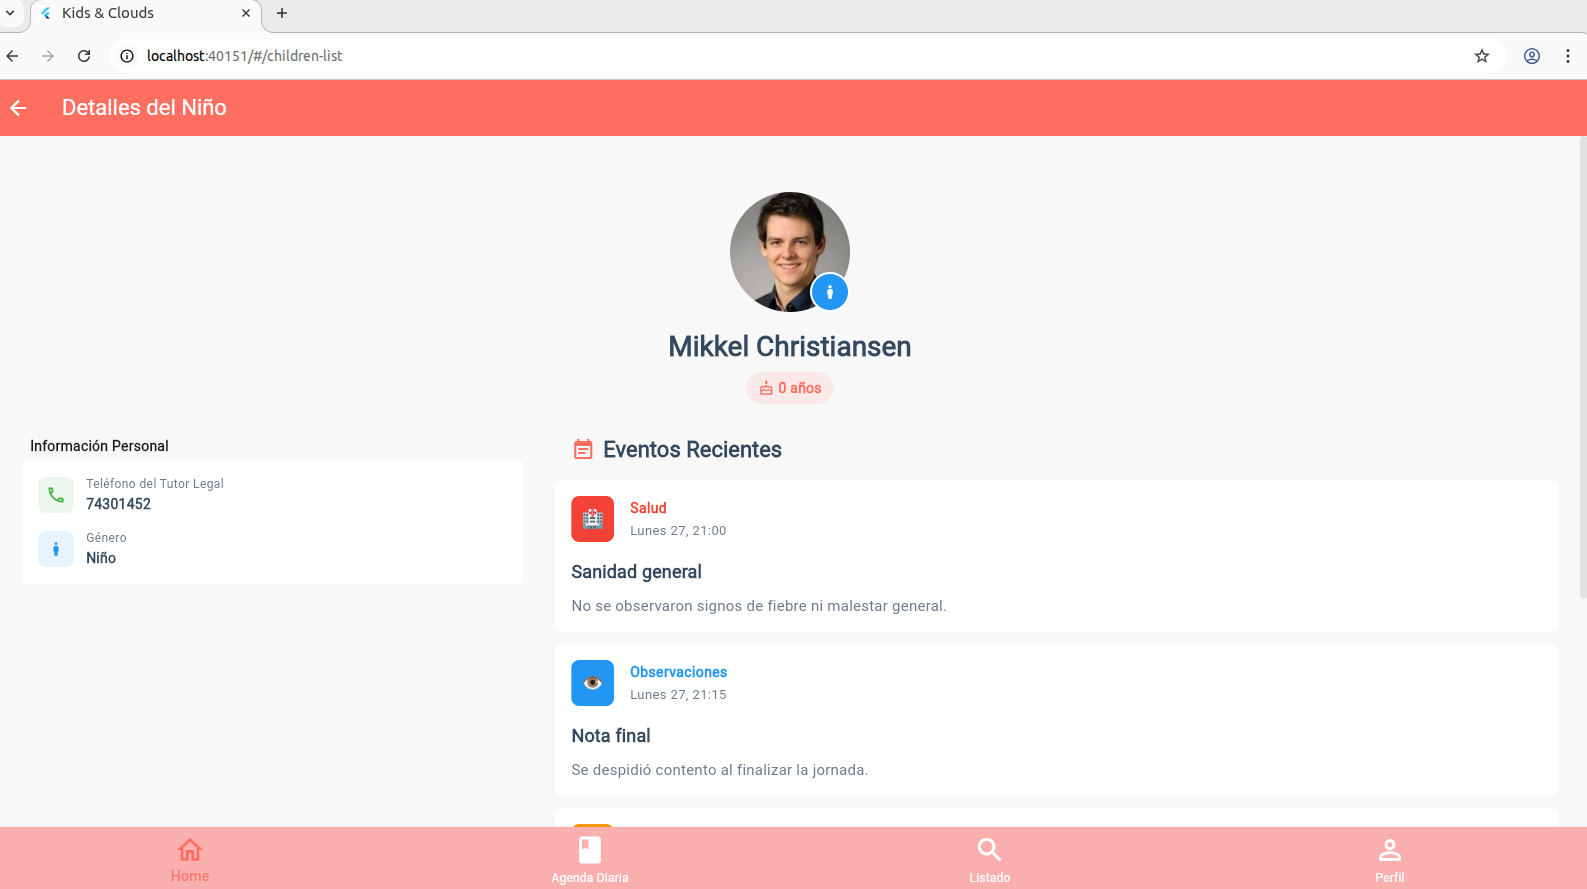 Kids & Clouds
localhost:40151/#/children-list
Detalles del Niño
Mikkel Christiansen
0 años
Información Personal
Teléfono del Tutor Legal
74301452
Género
Niño
Eventos Recientes
Salud
Lunes 27, 21:00
Sanidad general
No se observaron signos de fiebre ni malestar general.
Observaciones
Lunes 27, 21:15
Nota final
Se despidió contento al finalizar la jornada.
Home
Agenda Diaria
Listado
Perfil